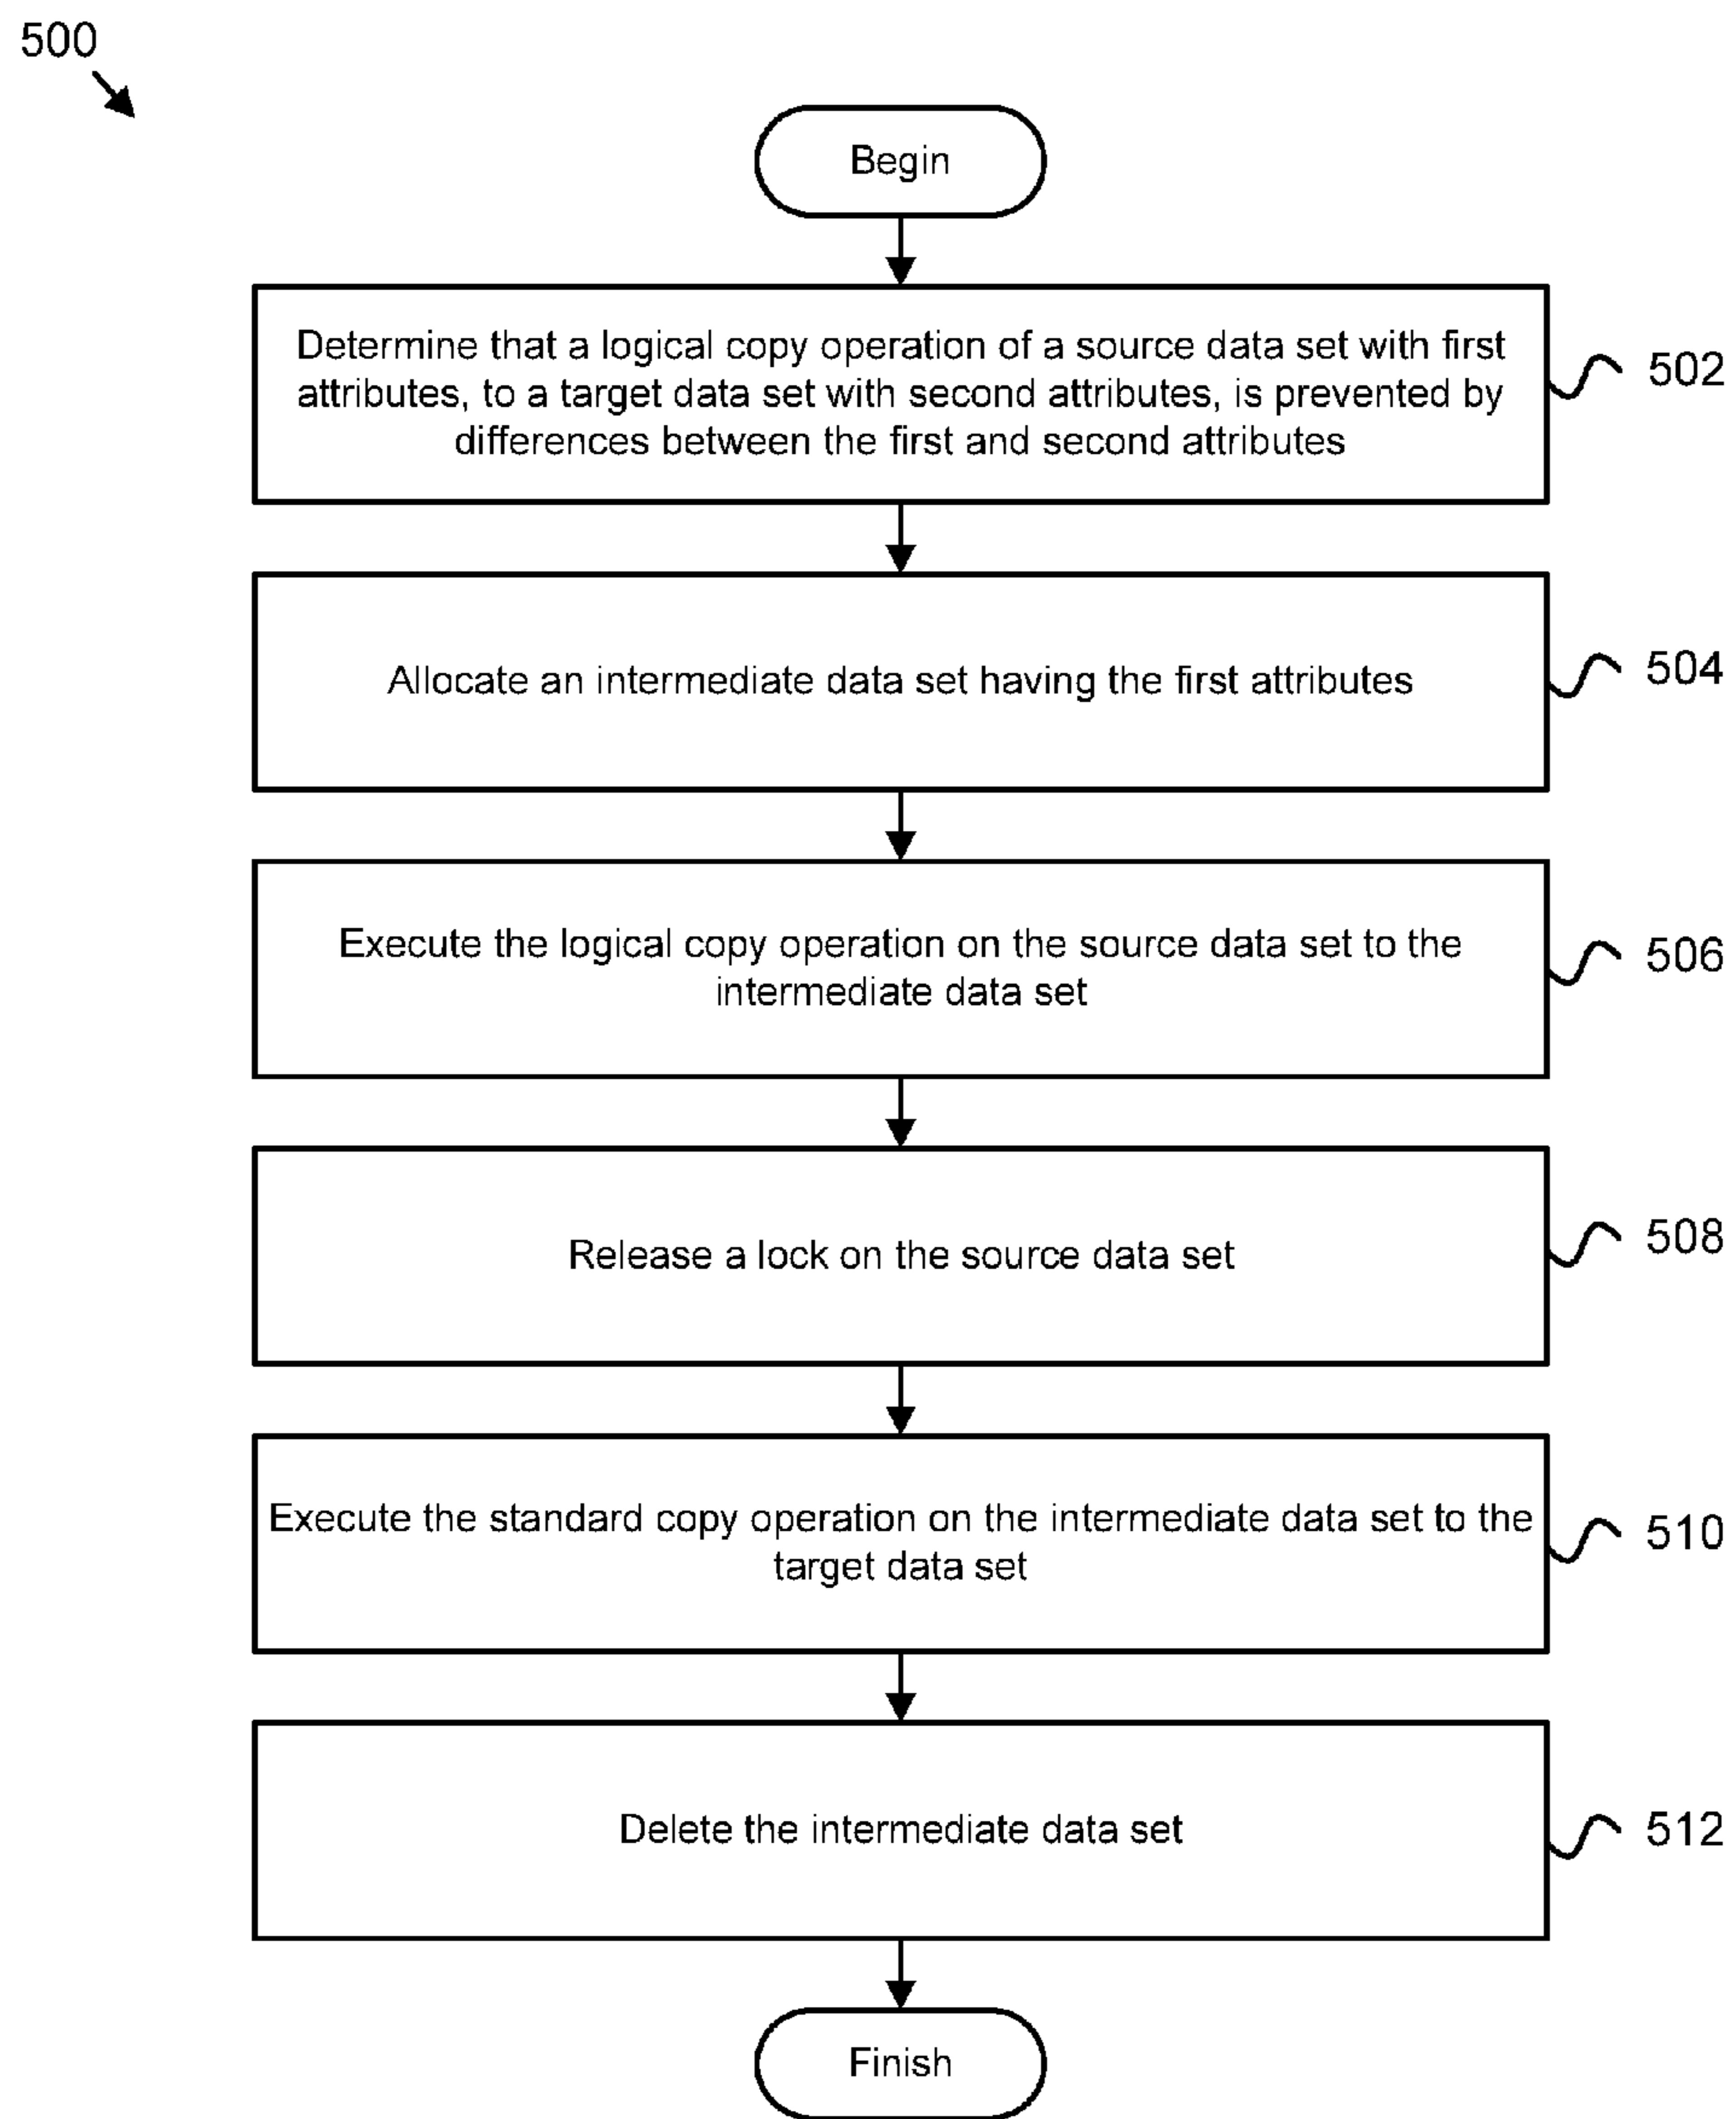 500
Begin
Determine that a logical copy operation of a source data set with first
attributes, to a target data set with second attributes, is prevented by
differences between the first and second attributes
502
Allocate an intermediate data set having the first attributes
504
Execute the logical copy operation on the source data set to the
intermediate data set
506
Release a lock on the source data set
508
Execute the standard copy operation on the intermediate data set to the
target data set
510
Delete the intermediate data set
512
Finish